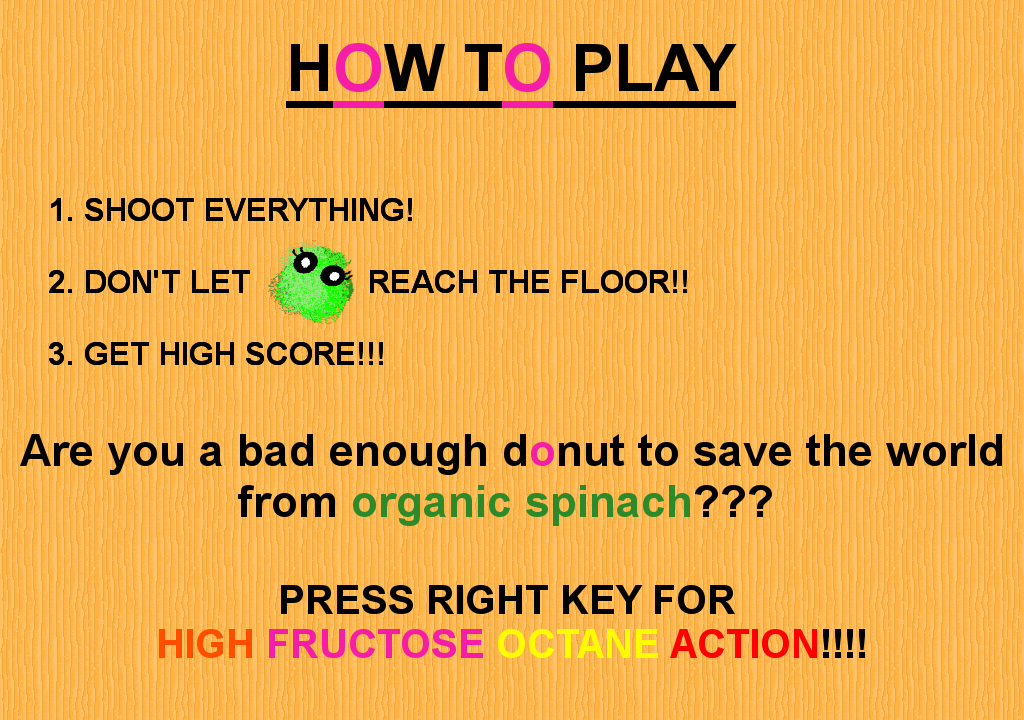 HOW TO PLAY
1. SHOOT EVERYTHING!
2. DON'T LET REACH THE FLOOR!!
3. GET HIGH SCORE!!!
Are you a bad enough donut to save the world
from organic spinach???
PRESS RIGHT KEY FOR
HIGH FRUCTOSE OCTANE ACTION!!!!